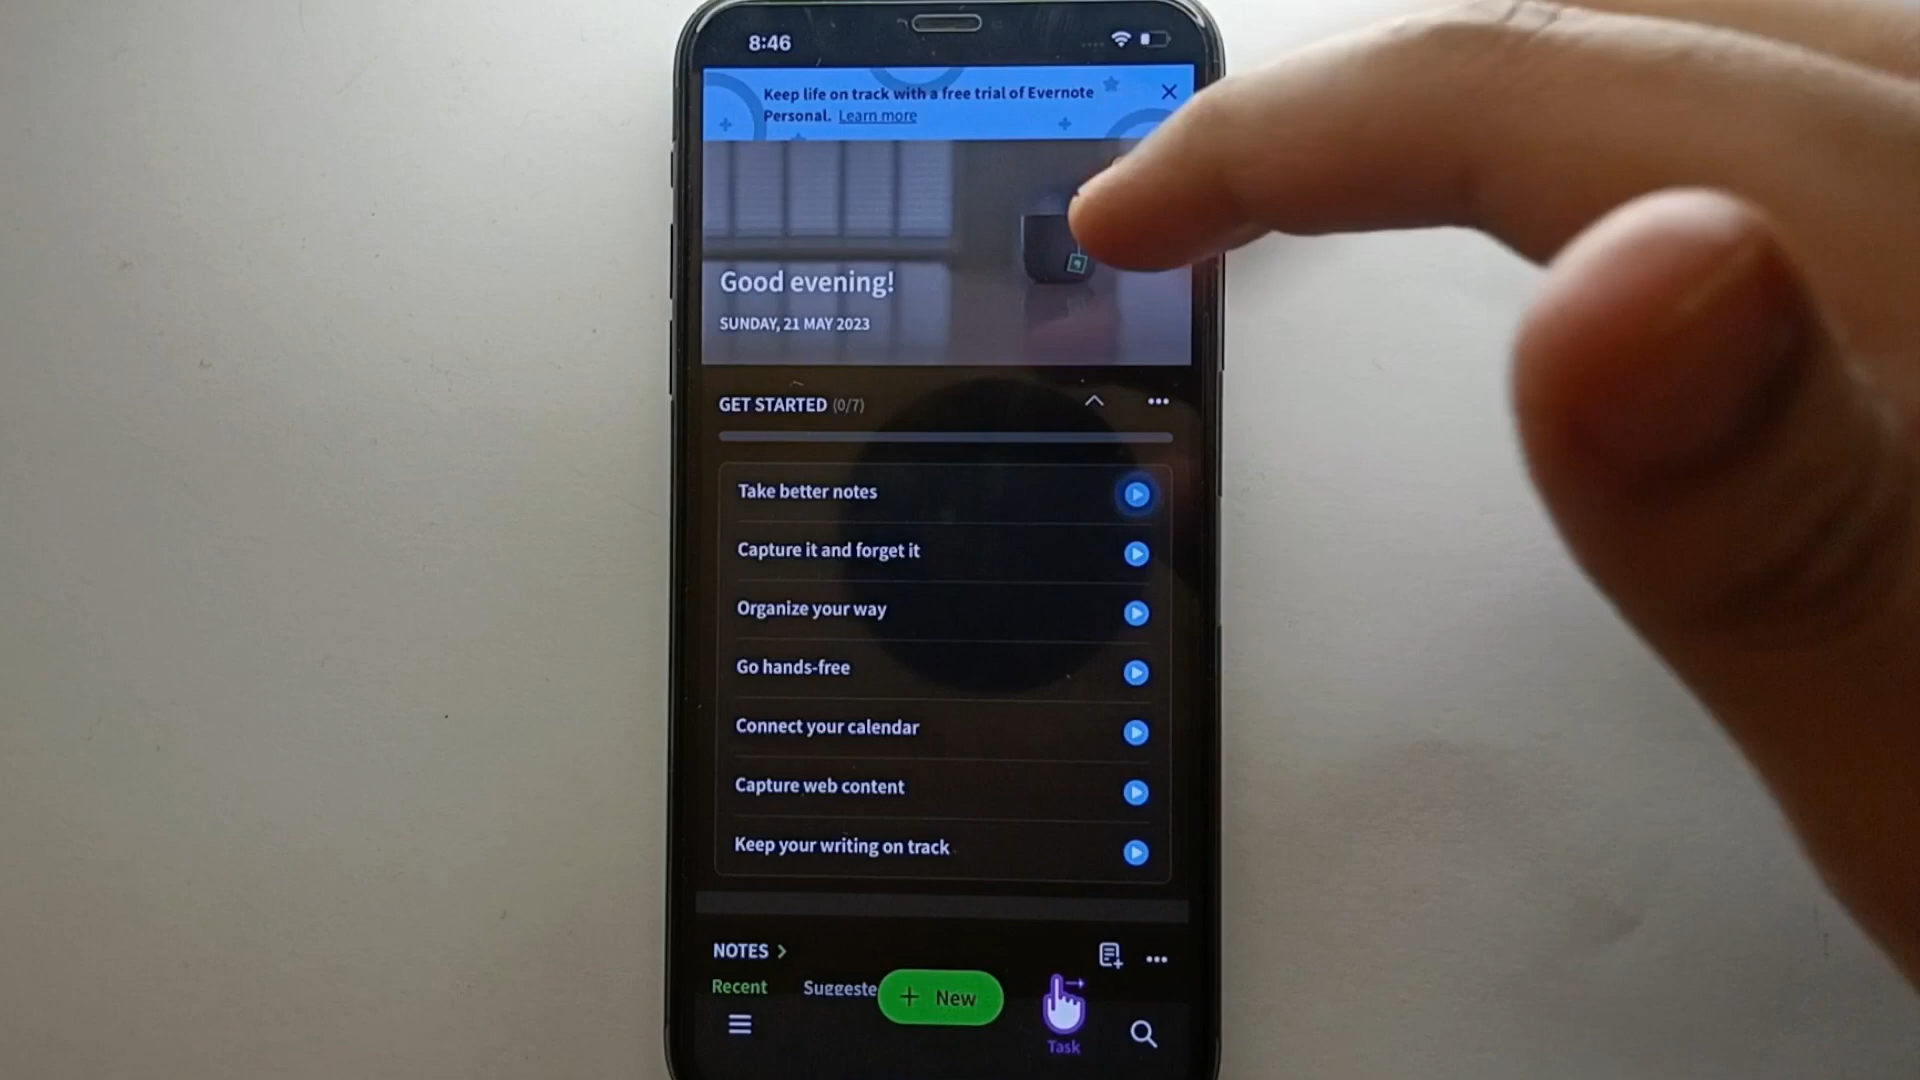 8:46
Keep life on track with a free trial of Evernote
Personal. Learn more
Good evening!
SUNDAY, 21 MAY 2023
GET STARTED (0/7)
Take better notes
Capture it and forget it
Organize your way
Go hands-free
Connect your calendar
Capture web content
Keep your writing on track
NOTES
Recent Suggeste
+ New
Task